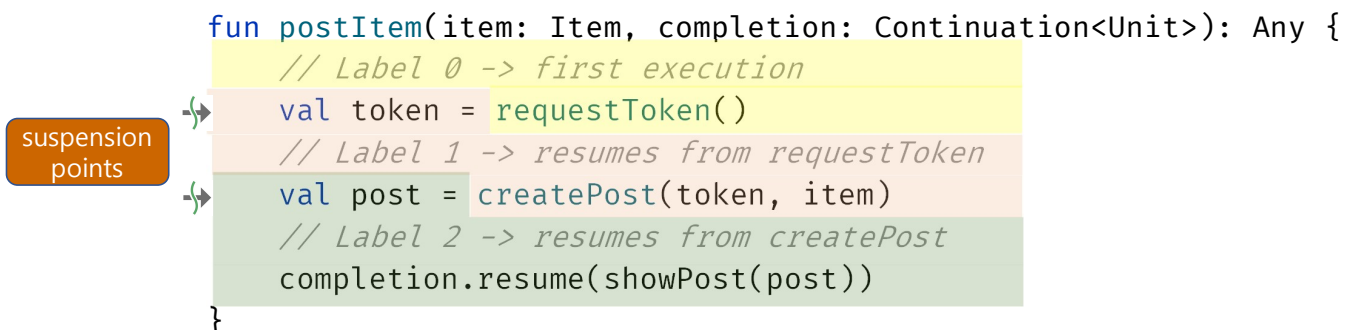 fun postItem(item: Item, completion: Continuation<Unit>): Any {
// Label 0 -> first execution
val token = requestToken()
suspension
points
// Label 1 -> resumes from requestToken
val post = createPost(token, item)
// Label 2 -> resumes from createPost
completion.resume(showPost(post))
}